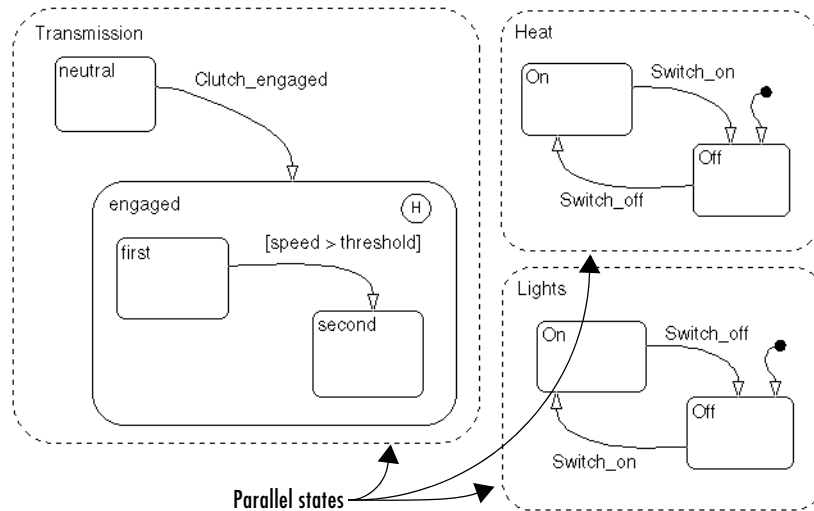 Transmission
neutral
Clutch_engaged
engaged
H
first
[speed > threshold]
second
Heat
On
Switch_on
Off
Switch_off
Lights
On
Switch_off
Off
Switch_on
Parallel states